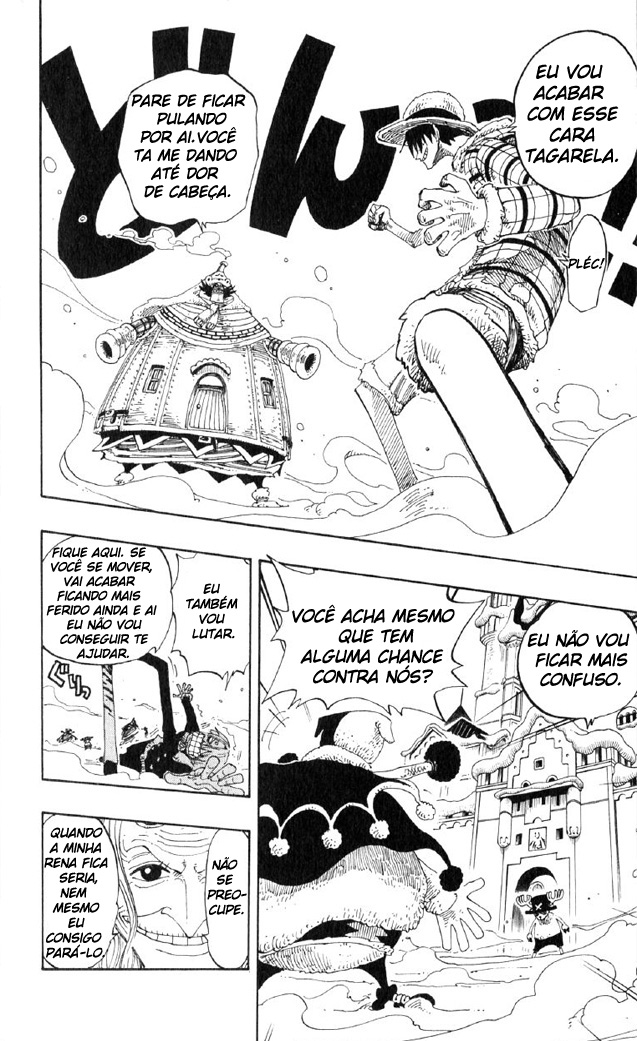 EU VOU
ACABAR
COM ESSE
CARA
TAGARELA.
PLÉC!
PARE DE FICAR
PULANDO
POR AI.VOCÊ
TA ME DANDO
ATÉ DOR
DE CABEÇA.
EU NÃO VOU
FICAR MAIS
CONFUSO.
VOCÊ ACHA MESMO
QUE TEM
ALGUMA CHANCE
CONTRA NÓS?
EU
TAMBÉM
VOU
LUTAR.
FIQUE AQUI. SE
VOCÊ SE MOVER,
VAI ACABAR
FICANDO MAIS
FERIDO AINDA E AI
EU NÃO VOU
CONSEGUIR TE
AJUDAR.
NÃO
SE
PREO-
CUPE.
QUANDO
A MINHA
RENA FICA
SERIA,
NEM
MESMO
EU
CONSIGO
PARÁ-LO.